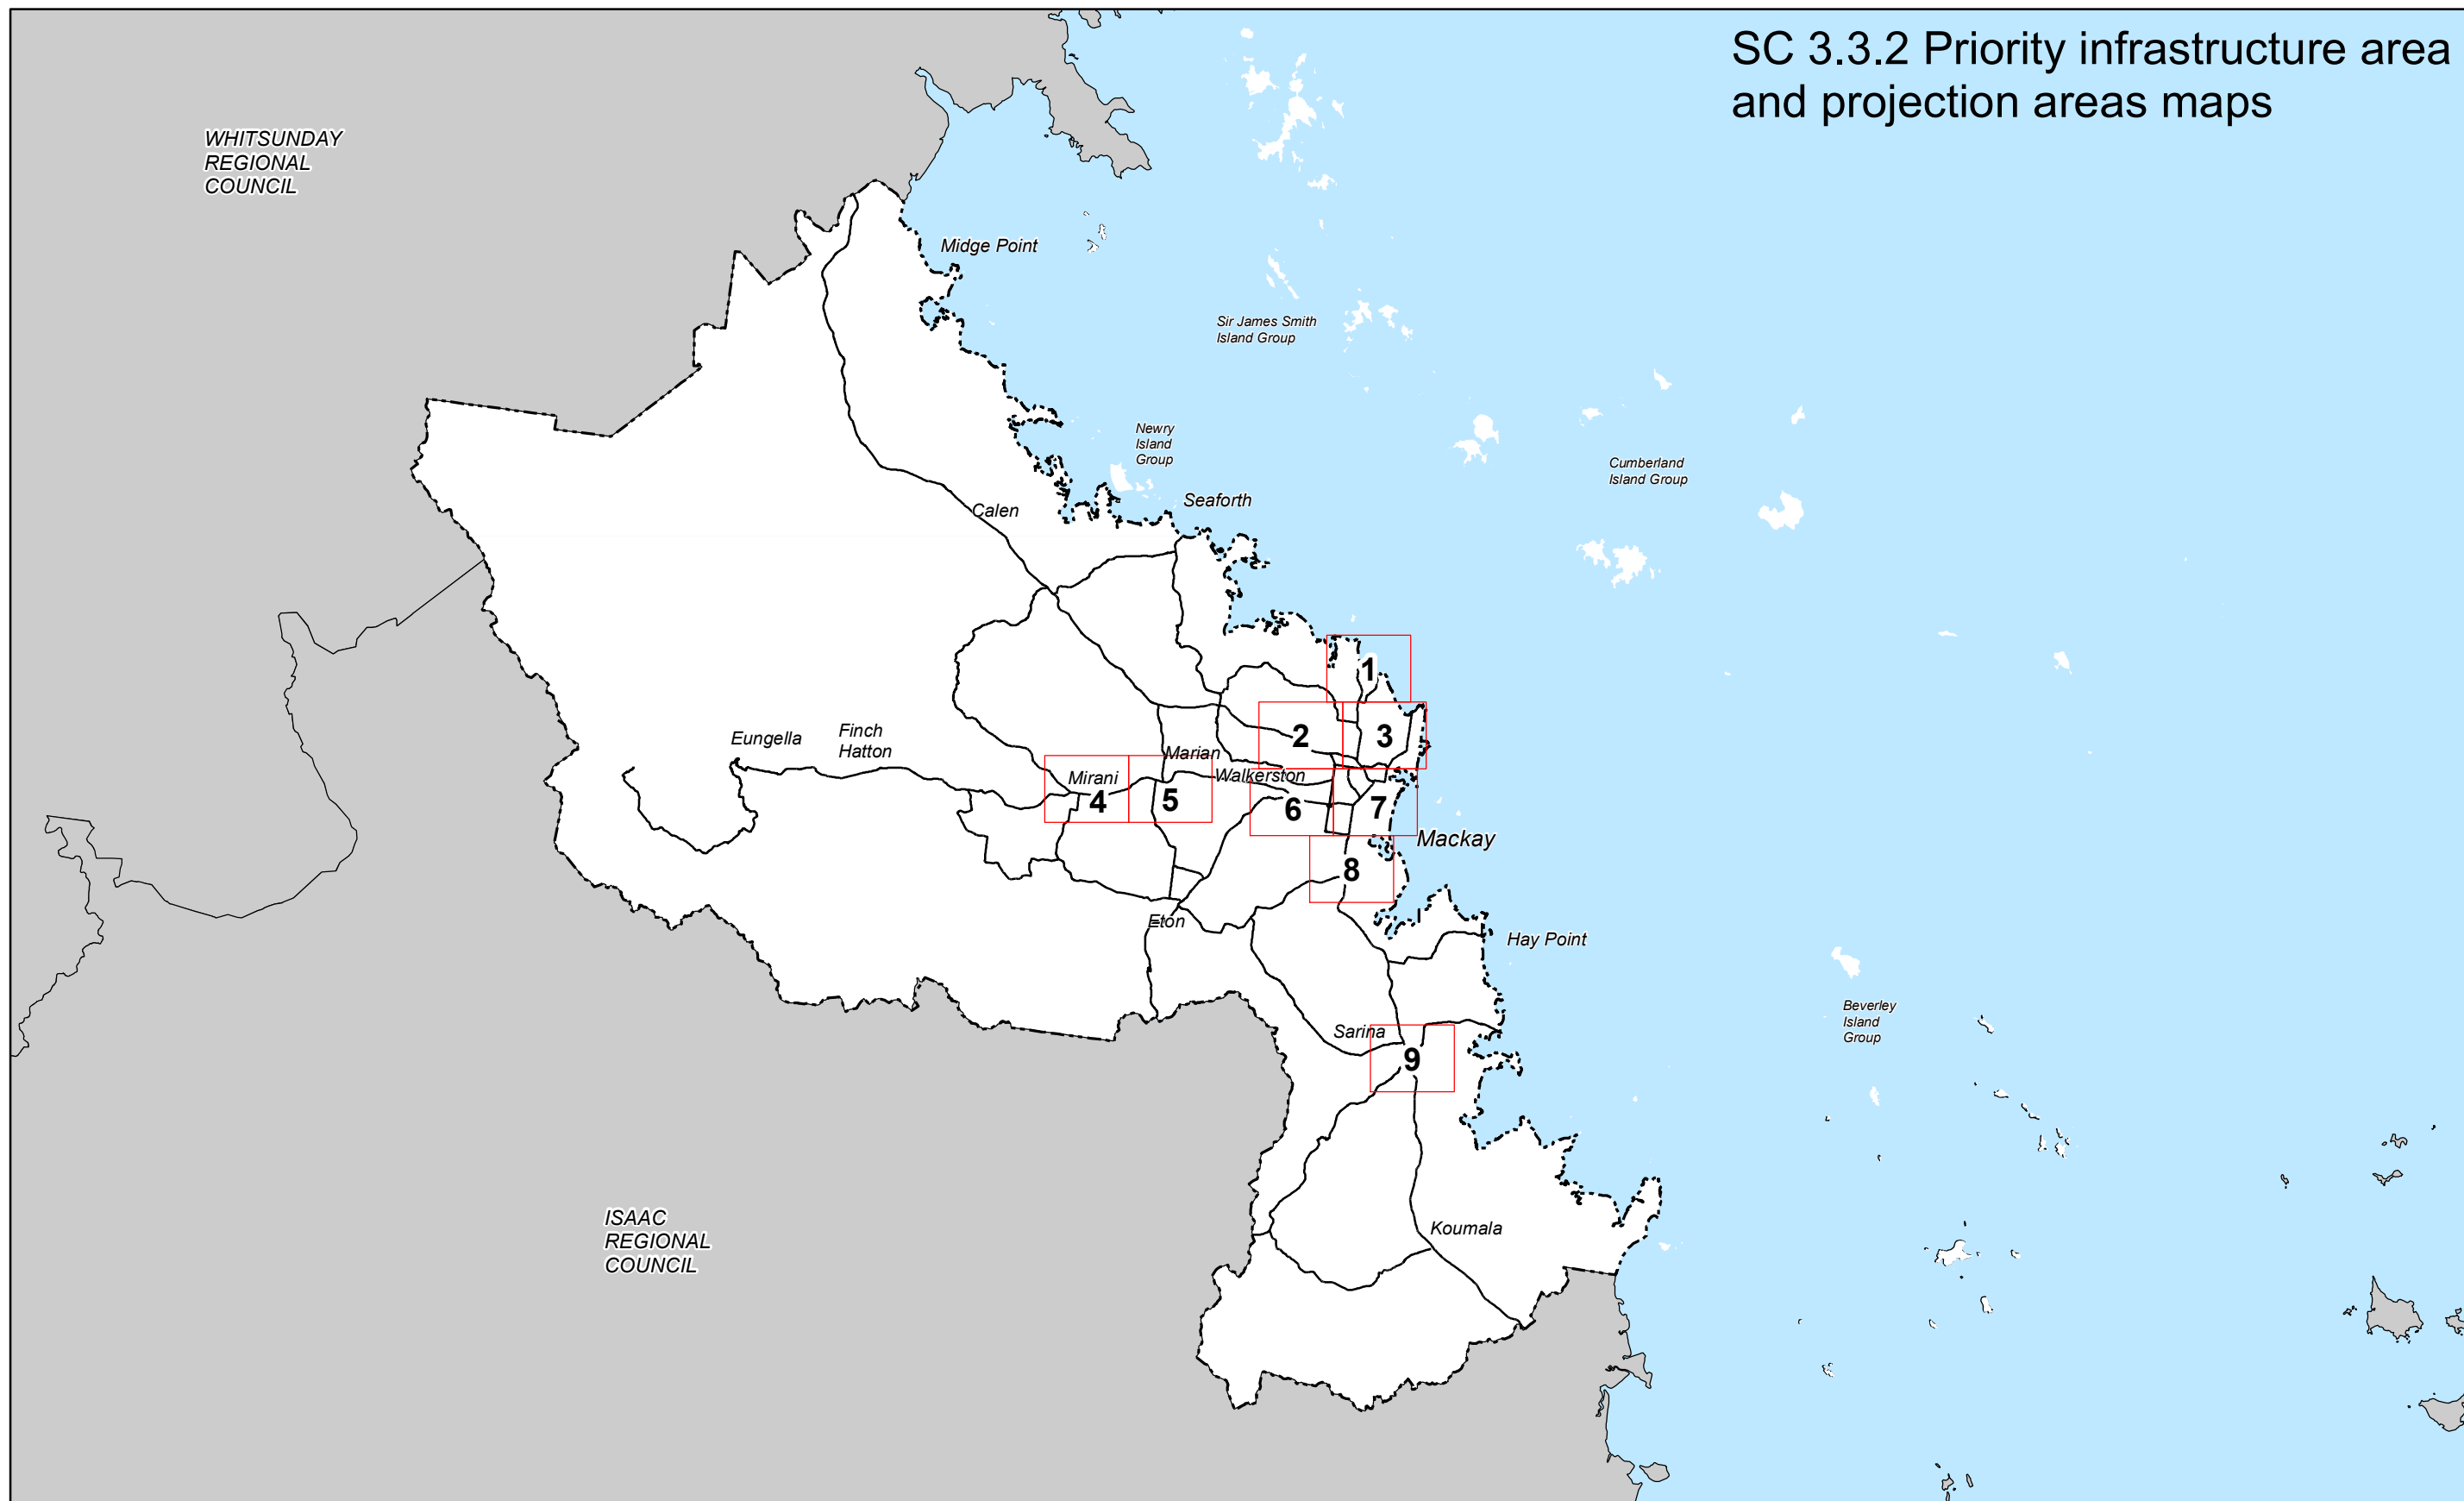 SC 3.3.2 Priority infrastructure area
and projection areas maps
WHITSUNDAY
REGIONAL
COUNCIL
Midge Point
Sir James Smith
Island Group
Newry
Island
Group
Cumberland
Island Group
Seaforth
Calen
1
2
3
Eungella
Finch
Hatton
Marian
Mirani
Walkerston
4
5
6
7
Mackay
8
Eton
Hay Point
Beverley
Island
Group
Sarina
9
ISAAC
REGIONAL
COUNCIL
Koumala